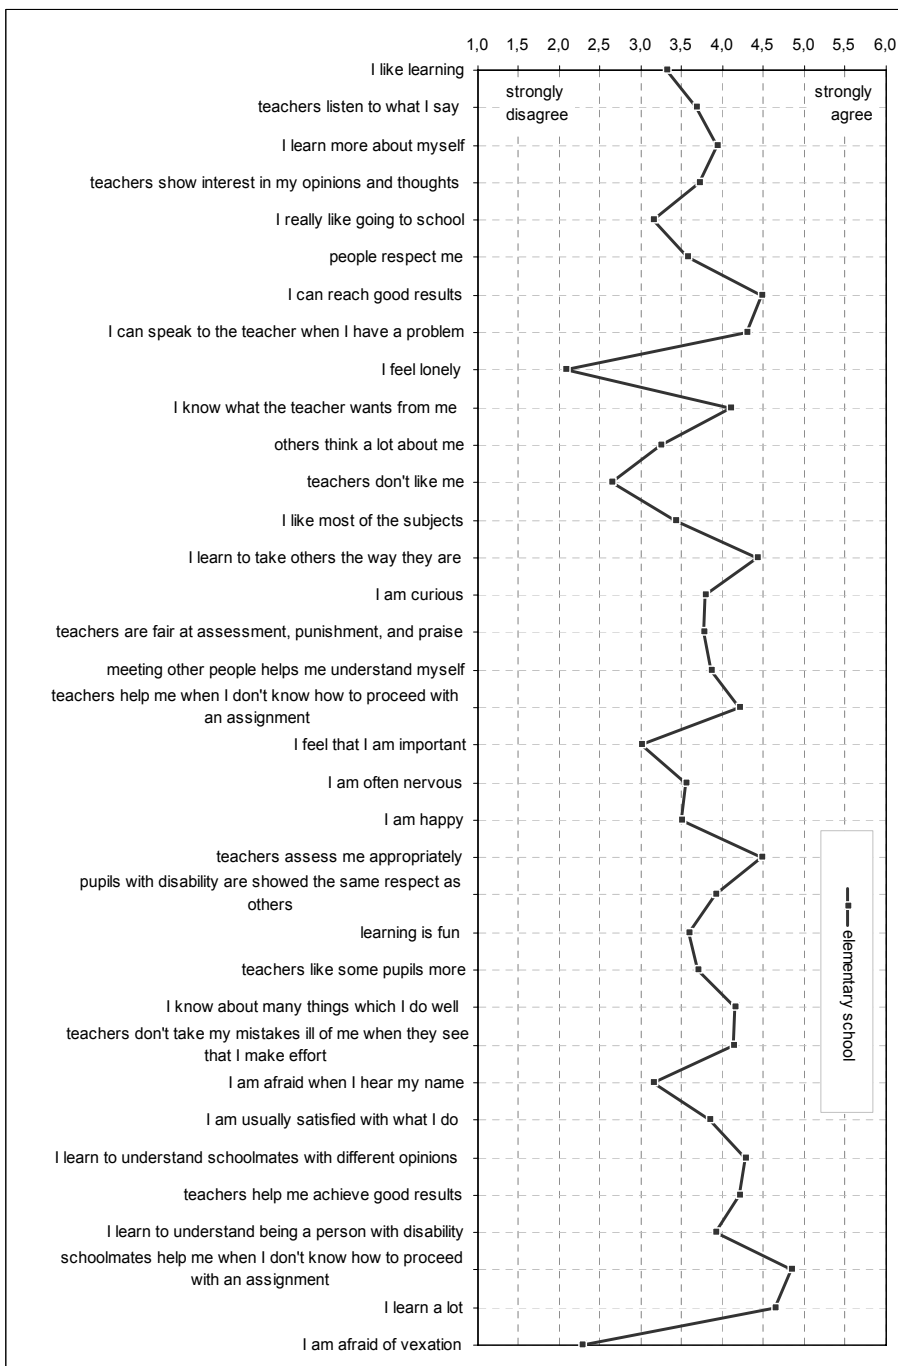 1,0 1,5 2,0 2,5 3,0 3,5 4,0 4,5 5,0 5,5 6,0
strongly
disagree
strongly
agree
I like learning
teachers listen to what I say
I learn more about myself
teachers show interest in my opinions and thoughts
I really like going to school
people respect me
I can reach good results
I can speak to the teacher when I have a problem
I feel lonely
I know what the teacher wants from me
others think a lot about me
teachers don't like me
I like most of the subjects
I learn to take others the way they are
I am curious
teachers are fair at assessment, punishment, and praise
meeting other people helps me understand myself
teachers help me when I don't know how to proceed with
an assignment
I feel that I am important
I am often nervous
I am happy
teachers assess me appropriately
pupils with disability are showed the same respect as
others
learning is fun
teachers like some pupils more
I know about many things which I do well
teachers don't take my mistakes ill of me when they see
that I make effort
I am afraid when I hear my name
I am usually satisfied with what I do
I learn to understand schoolmates with different opinions
teachers help me achieve good results
I learn to understand being a person with disability
schoolmates help me when I don't know how to proceed
with an assignment
I learn a lot
I am afraid of vexation
elementary school